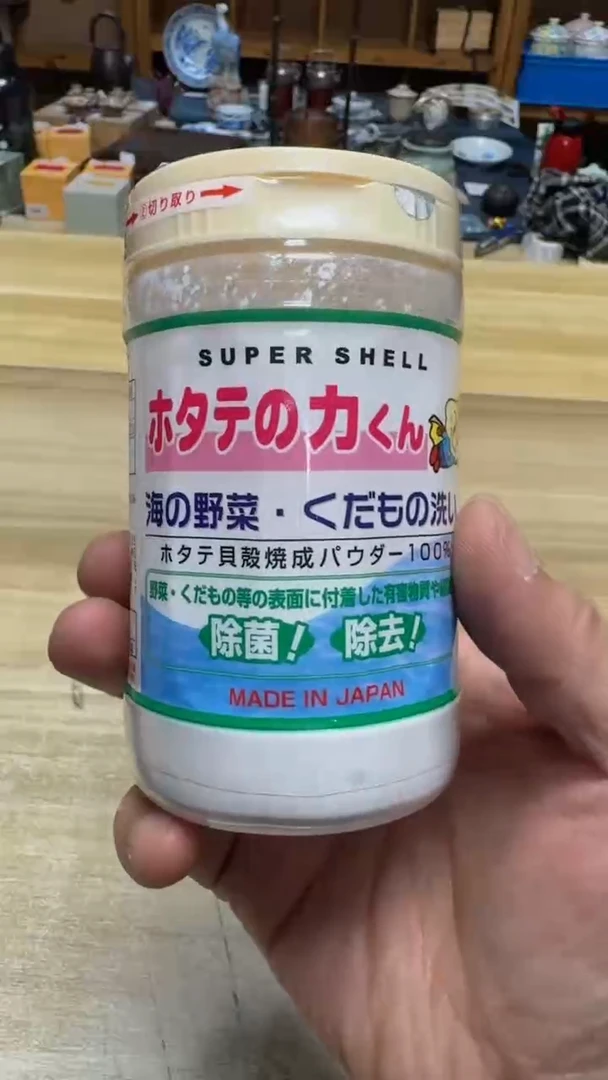 切り取り
SUPER SHELL
ホタテの力くん
海の野菜・くだもの洗い
ホタテ貝殻焼成パウダー100%
野菜・くだもの等の表面に付着した有害物質や
除菌! 除去!
MADE IN JAPAN